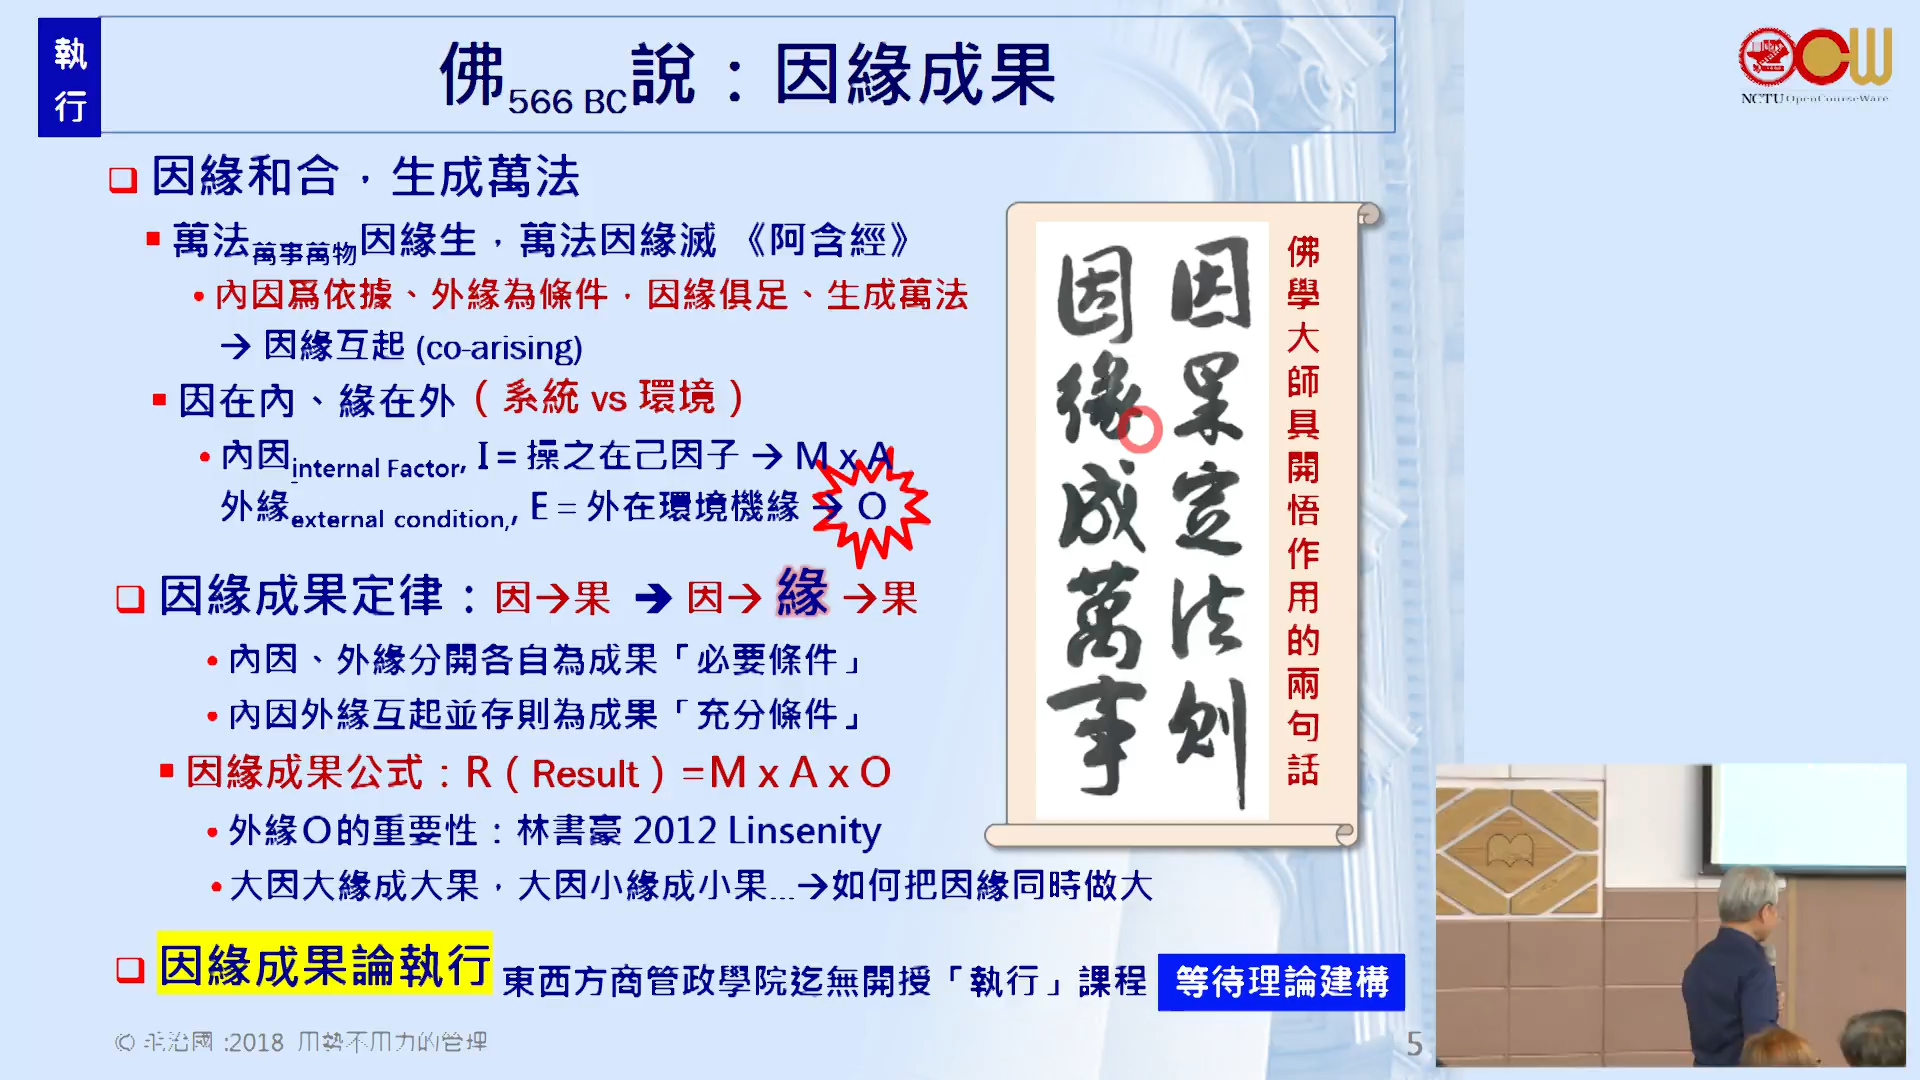 執行
佛566 BC說：因緣成果
NCTU OpenCourseWare
因緣和合，生成萬法
萬法萬事萬物因緣生，萬法因緣滅 《阿含經》
內因爲依據、外緣為條件，因緣俱足、生成萬法
→ 因緣互起 (co-arising)
因在內、緣在外（系統 vs 環境）
內因internal Factor, I = 操之在己因子 → M x A
外緣external condition,, E = 外在環境機緣 → O
因緣成果定律：因→果 ➔ 因→ 緣 →果
內因、外緣分開各自為成果「必要條件」
內因外緣互起並存則為成果「充分條件」
因緣成果公式：R（Result）=M x A x O
外緣O的重要性：林書豪 2012 Linsenity
大因大緣成大果，大因小緣成小果...→如何把因緣同時做大
因緣成果論執行 東西方商管政學院迄無開授「執行」課程 等待理論建構
因果定法則
因緣成萬事
佛學大師具開悟作用的兩句話
:2018 用勢不用力的管理
5